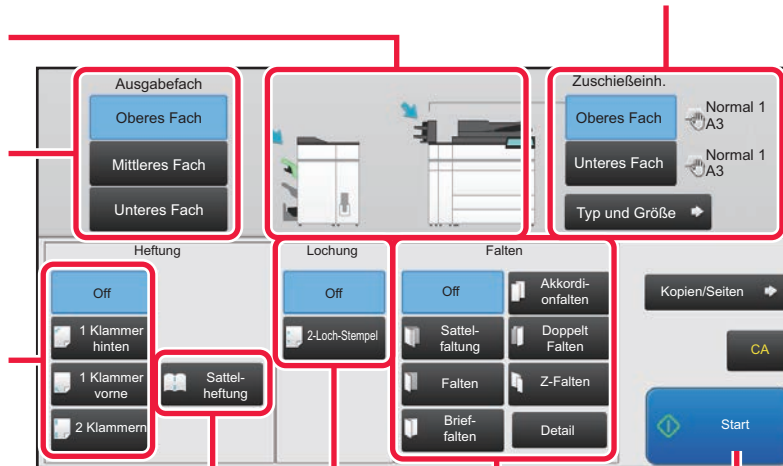 Ausgabefach
Oberes Fach
Mittleres Fach
Unteres Fach
Zuschießeinh.
Oberes Fach
Normal 1
A3
Unteres Fach
Normal 1
A3
Typ und Größe
Heftung
Off
1 Klammer
hinten
1 Klammer
vorne
2 Klammern
Sattel-
heftung
Lochung
Off
2-Loch-Stempel
Falten
Off
Sattel-
faltung
Falten
Brief-
falten
Akkordi-
onfalten
Doppelt
Falten
Z-Falten
Detail
Kopien/Seiten
CA
Start